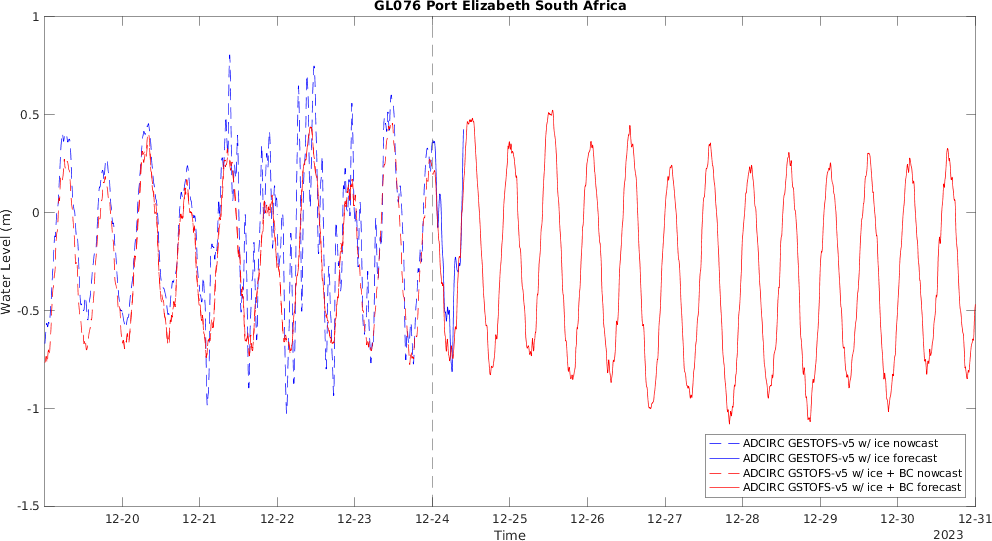 GL076 Port Elizabeth South Africa
1
0.5
0
-0.5
-1
-1.5
Water Level (m)
ADCIRC GESTOFS-v5 w/ ice nowcast
ADCIRC GESTOFS-v5 w/ ice forecast
ADCIRC GSTOFS-v5 w/ ice + BC nowcast
ADCIRC GSTOFS-v5 w/ ice + BC forecast
12-20 12-21 12-22 12-23 12-24 12-25 12-26 12-27 12-28 12-29 12-30 12-31
Time
2023